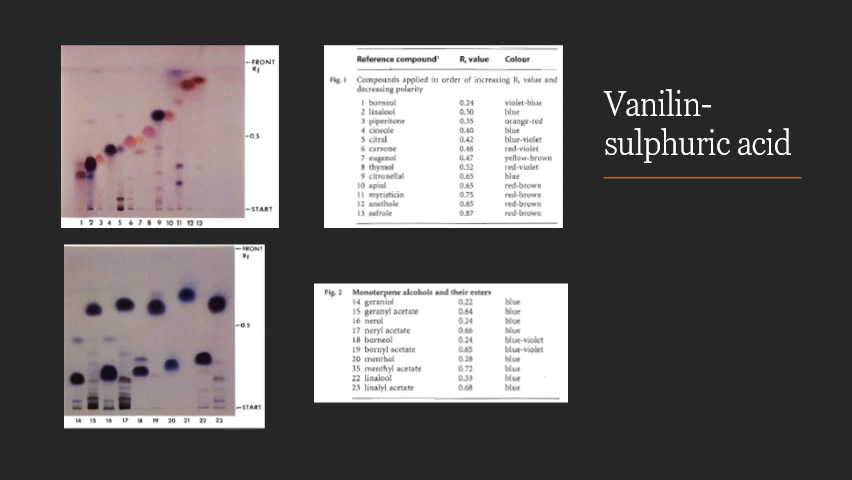 FRONT
Rf
0.5
START
1 2 3 4 5 6 7 8 9 10 11 12 13
Reference compound Rf value Colour
Fig. 1 Compounds applied in order of increasing Rf value and
decreasing polarity
1 borneol 0.24 violet-blue
2 linalool 0.30 blue
3 piperitone 0.35 orange-red
4 cineole 0.40 blue
5 citral 0.42 blue-violet
6 carvone 0.46 red-violet
7 eugenol 0.47 yellow-brown
8 thymol 0.52 red-violet
9 citronellal 0.65 blue
10 apiol 0.65 red-brown
11 myristicin 0.75 red-brown
12 anethole 0.85 red-brown
13 safrole 0.87 red-brown
Vanilin-
sulphuric acid
FRONT
Rf
0.5
START
14 15 16 17 18 19 20 21 22 23
Fig. 2 Monoterpene alcohols and their esters
14 geraniol 0.22 blue
15 geranyl acetate 0.64 blue
16 nerol 0.24 blue
17 neryl acetate 0.66 blue
18 borneol 0.24 blue-violet
19 bornyl acetate 0.65 blue-violet
20 menthol 0.28 blue
35 menthyl acetate 0.72 blue
22 linalool 0.33 blue
23 linalyl acetate 0.68 blue